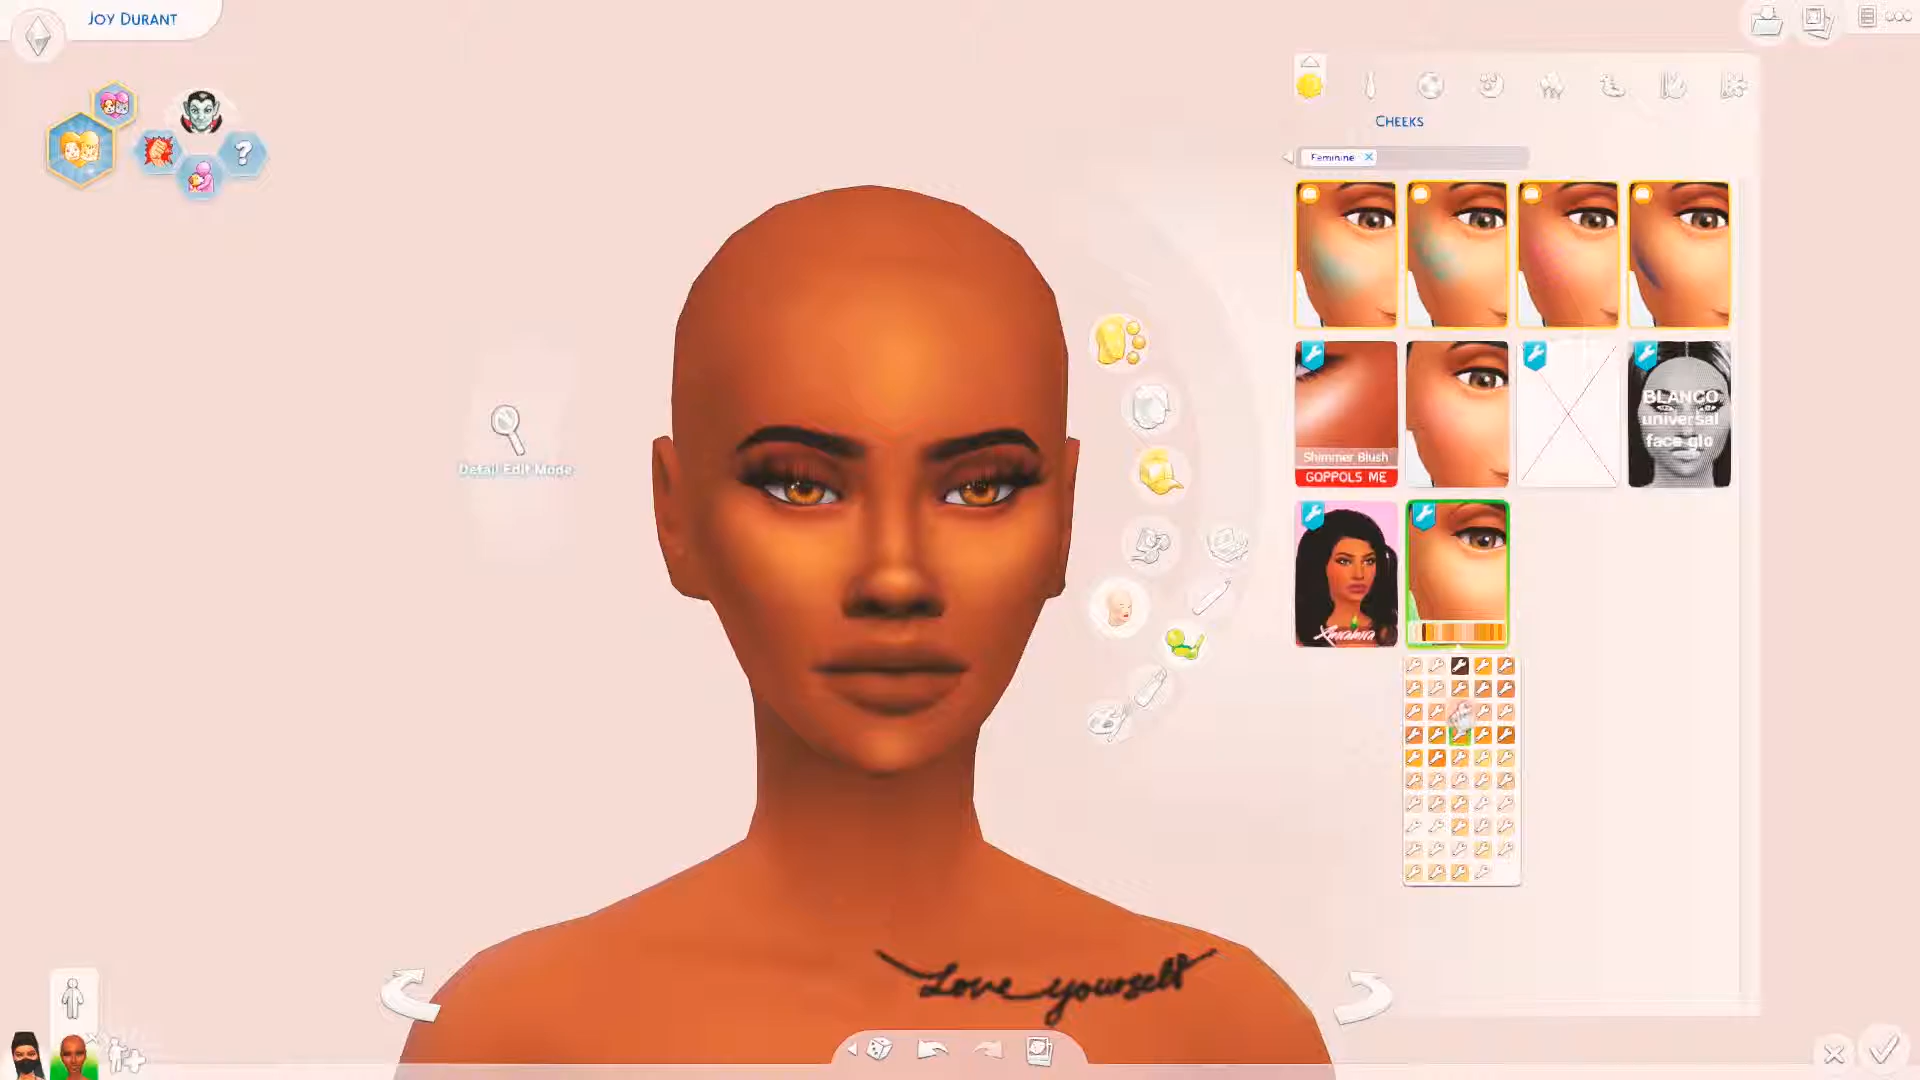 JOY DURANT
CHEEKS
Feminine
Detail Edit Mode
Shimmer Blush
GOPPOLS ME
BLANCO
universal
face glo
?
Love yourself